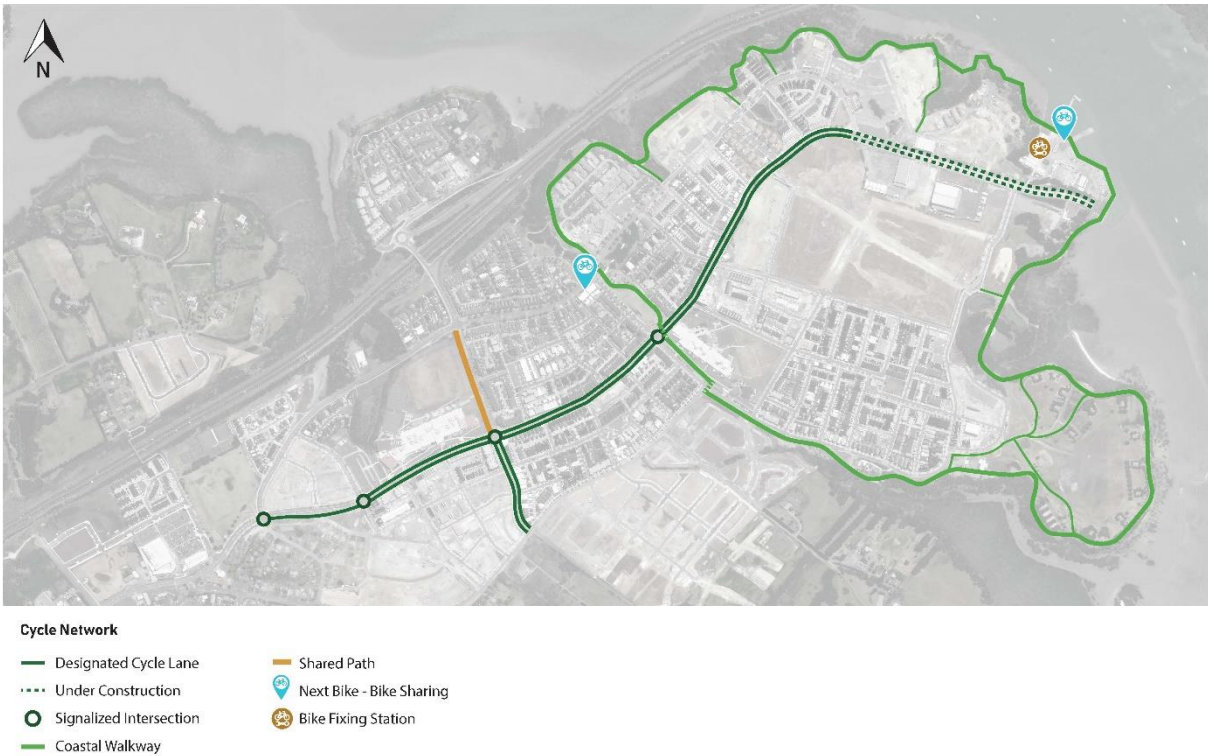 N
Cycle Network
Designated Cycle Lane
Under Construction
Signalized Intersection
Coastal Walkway
Shared Path
Next Bike - Bike Sharing
Bike Fixing Station